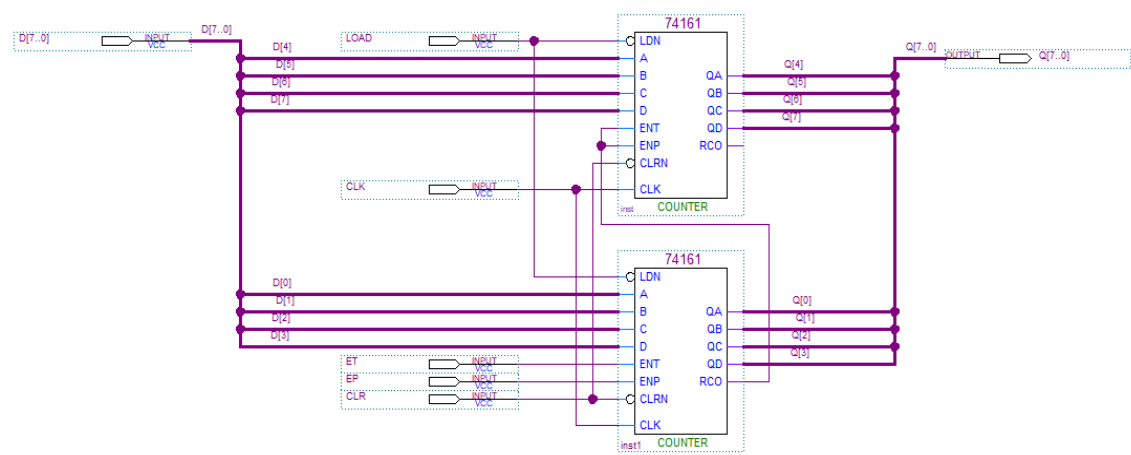 D[7..0] INPUT VCC D[7..0]
LOAD INPUT VCC
CLK INPUT VCC
D[4]
D[5]
D[6]
D[7]
74161
LDN
A
B QA Q[4]
C QB Q[5]
D QC Q[6]
ENT QD Q[7]
ENP RCO
CLRN
CLK
inst COUNTER
Q[7..0] OUTPUT Q[7..0]
D[0]
D[1]
D[2]
D[3]
ET INPUT VCC
EP INPUT VCC
CLR INPUT VCC
74161
LDN
A
B QA Q[0]
C QB Q[1]
D QC Q[2]
ENT QD Q[3]
ENP RCO
CLRN
CLK
inst1 COUNTER